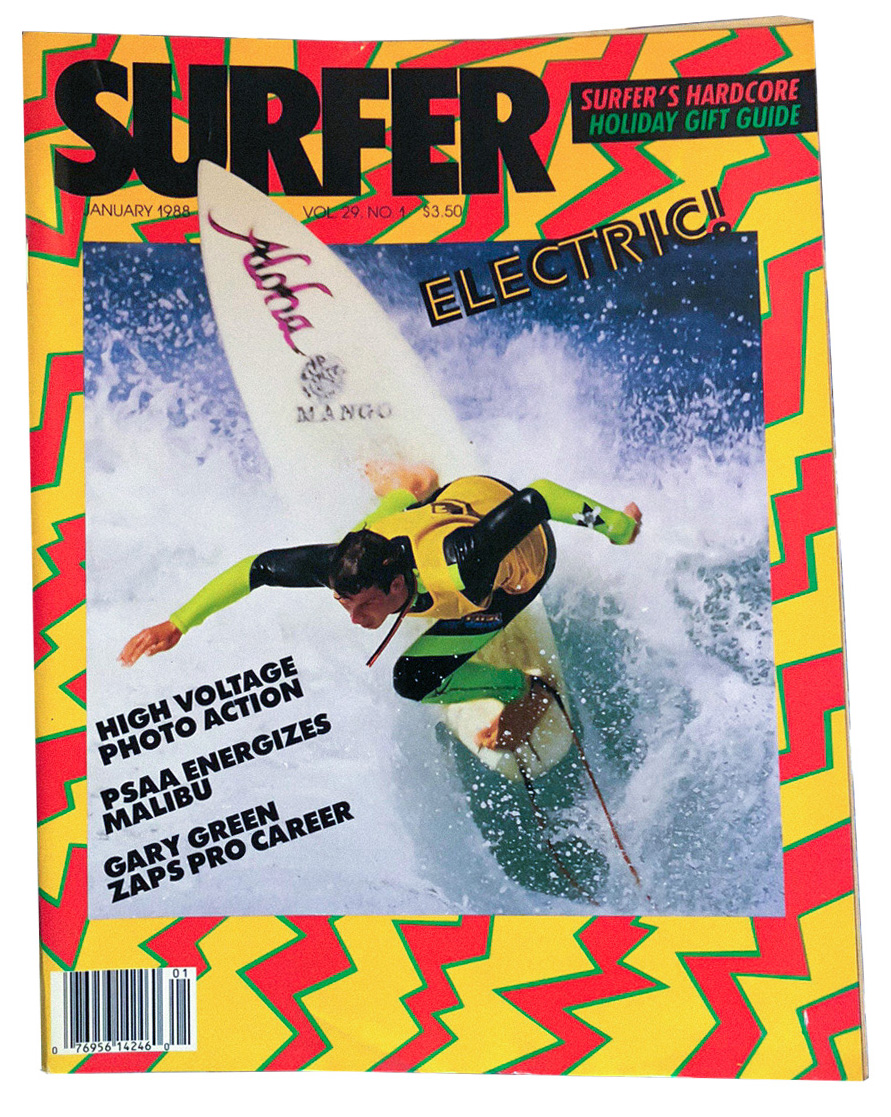 SURFER
SURFER'S HARDCORE
HOLIDAY GIFT GUIDE
JANUARY 1988 VOL. 29, NO. 1 $3.50
ELECTRIC!
Aloha
MANGO
HIGH VOLTAGE
PHOTO ACTION
PSAA ENERGIZES
MALIBU
GARY GREEN
ZAPS PRO CAREER
01
0 76956 14246 0